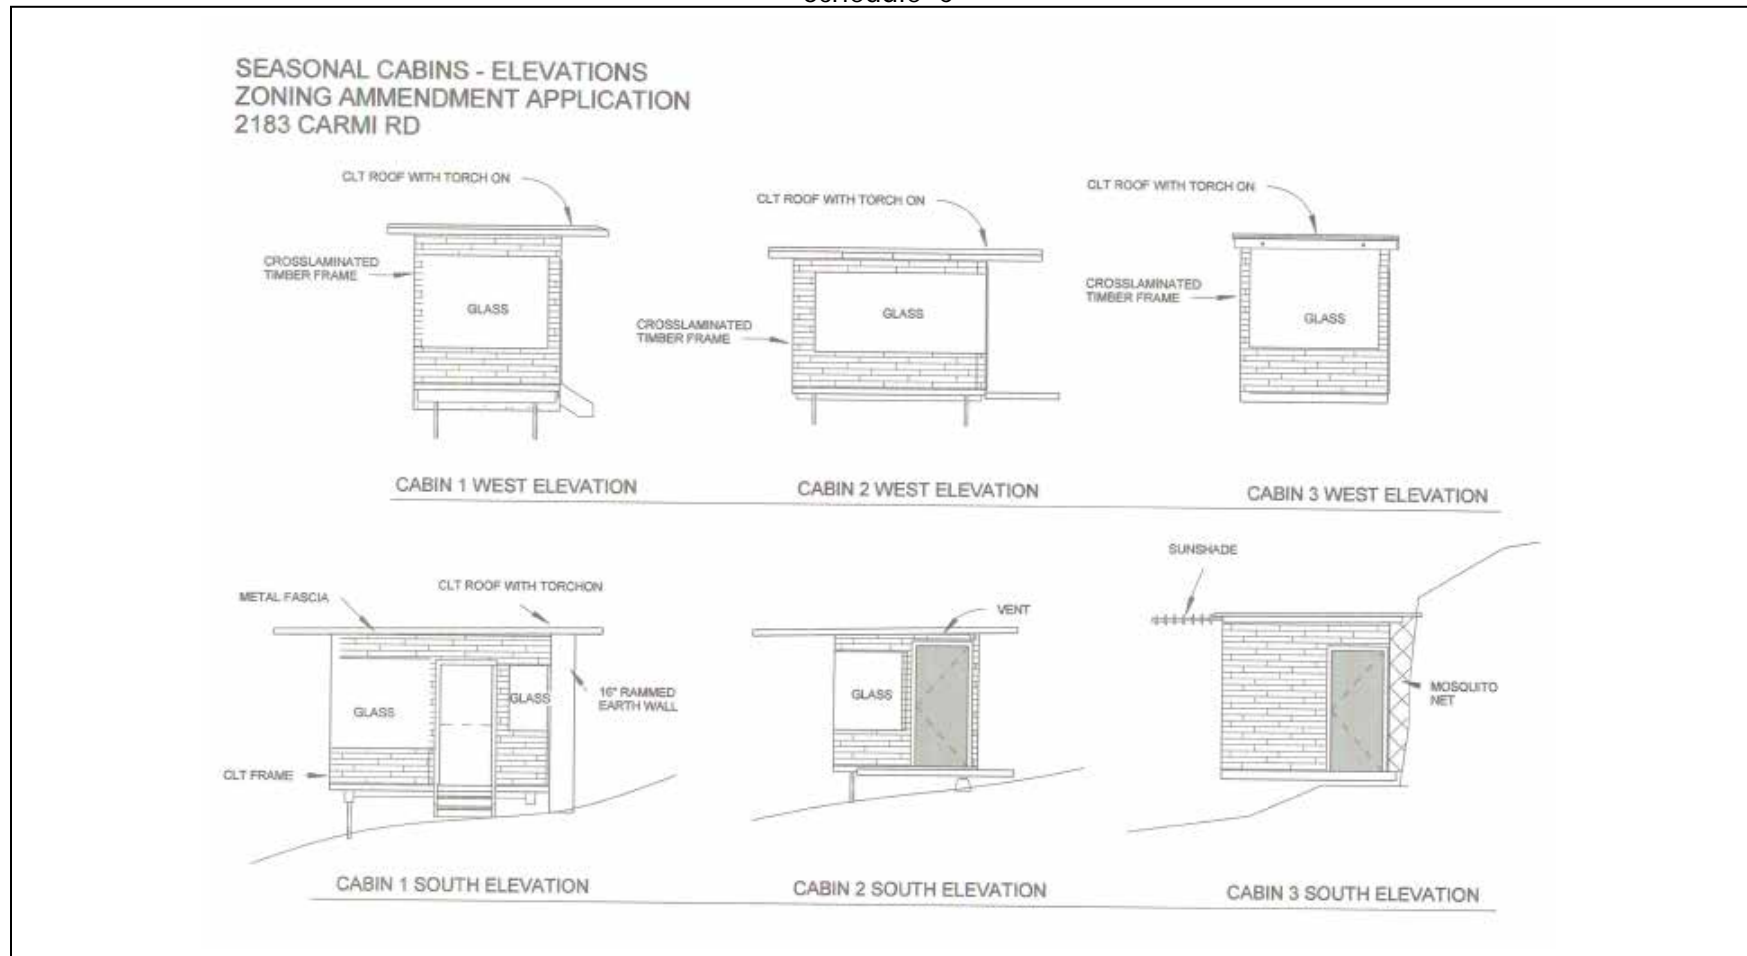 SEASONAL CABINS - ELEVATIONS
ZONING AMMENDMENT APPLICATION
2183 CARMI RD
CLT ROOF WITH TORCH ON
CROSSLAMINATED
TIMBER FRAME
GLASS
CABIN 1 WEST ELEVATION
CLT ROOF WITH TORCH ON
CROSSLAMINATED
TIMBER FRAME
GLASS
CABIN 2 WEST ELEVATION
CLT ROOF WITH TORCH ON
CROSSLAMINATED
TIMBER FRAME
GLASS
CABIN 3 WEST ELEVATION
METAL FASCIA
CLT ROOF WITH TORCHON
GLASS
GLASS
16" RAMMED
EARTH WALL
CLT FRAME
CABIN 1 SOUTH ELEVATION
VENT
GLASS
CABIN 2 SOUTH ELEVATION
SUNSHADE
MOSQUITO
NET
CABIN 3 SOUTH ELEVATION